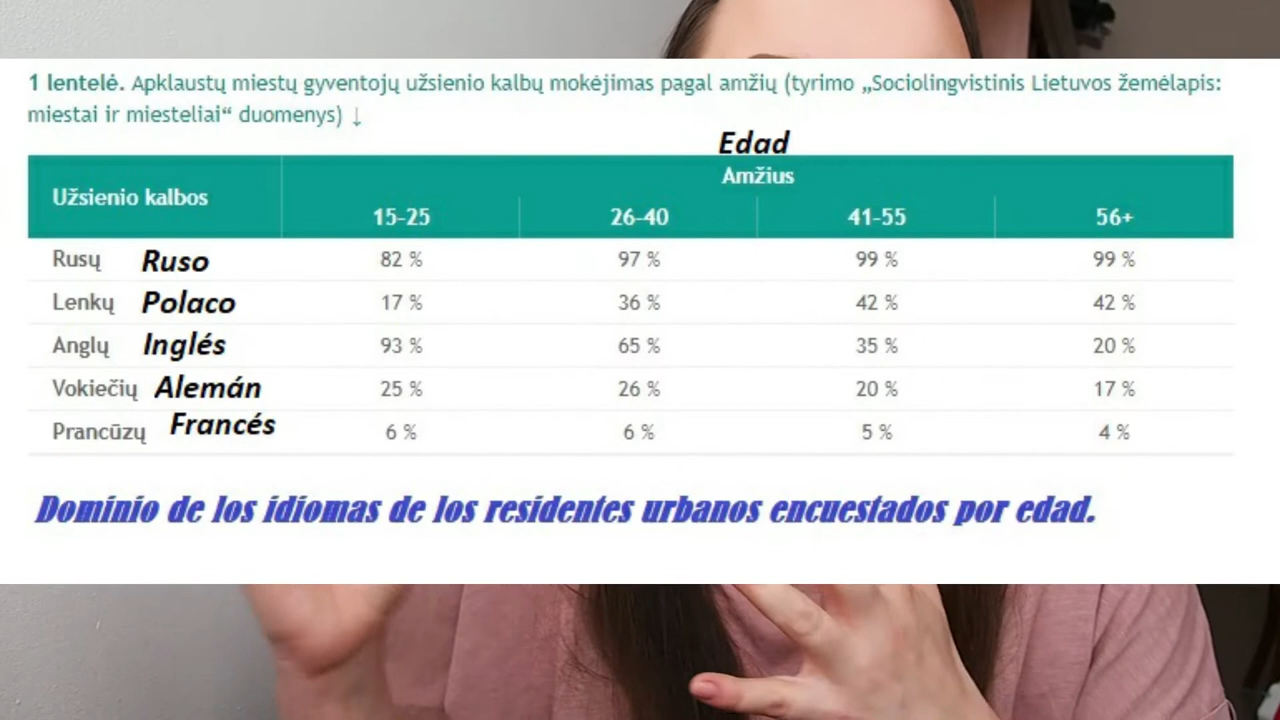 1 lentelė. Apklaustų miestų gyventojų užsienio kalbų mokėjimas pagal amžių (tyrimo „Sociolingvistinis Lietuvos žemėlapis:
miestai ir miesteliai“ duomenys) ↓
Edad
Užsienio kalbos Amžius
15-25 26-40 41-55 56+
Rusų Ruso 82 % 97 % 99 % 99 %
Lenkų Polaco 17 % 36 % 42 % 42 %
Anglų Inglés 93 % 65 % 35 % 20 %
Vokiečių Alemán 25 % 26 % 20 % 17 %
Prancūzų Francés 6 % 6 % 5 % 4 %
Dominio de los idiomas de los residentes urbanos encuestados por edad.